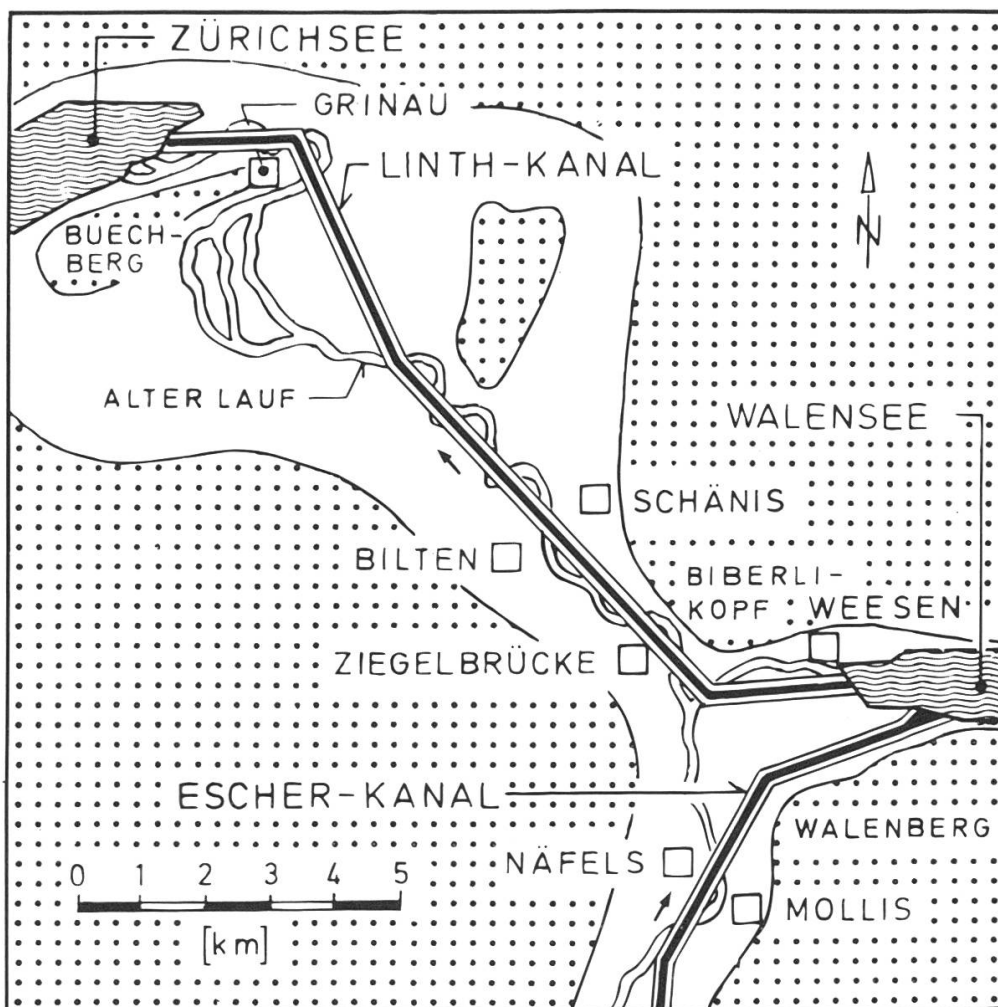 ZÜRICHSEE
GRINAU
LINTH-KANAL
N
BUECH-
BERG
ALTER LAUF
WALENSEE
SCHÄNIS
BILTEN
BIBERLI-
KOPF
WEESEN
ZIEGELBRÜCKE
ESCHER-KANAL
WALENBERG
NÄFELS
0 1 2 3 4 5
MOLLIS
[km]